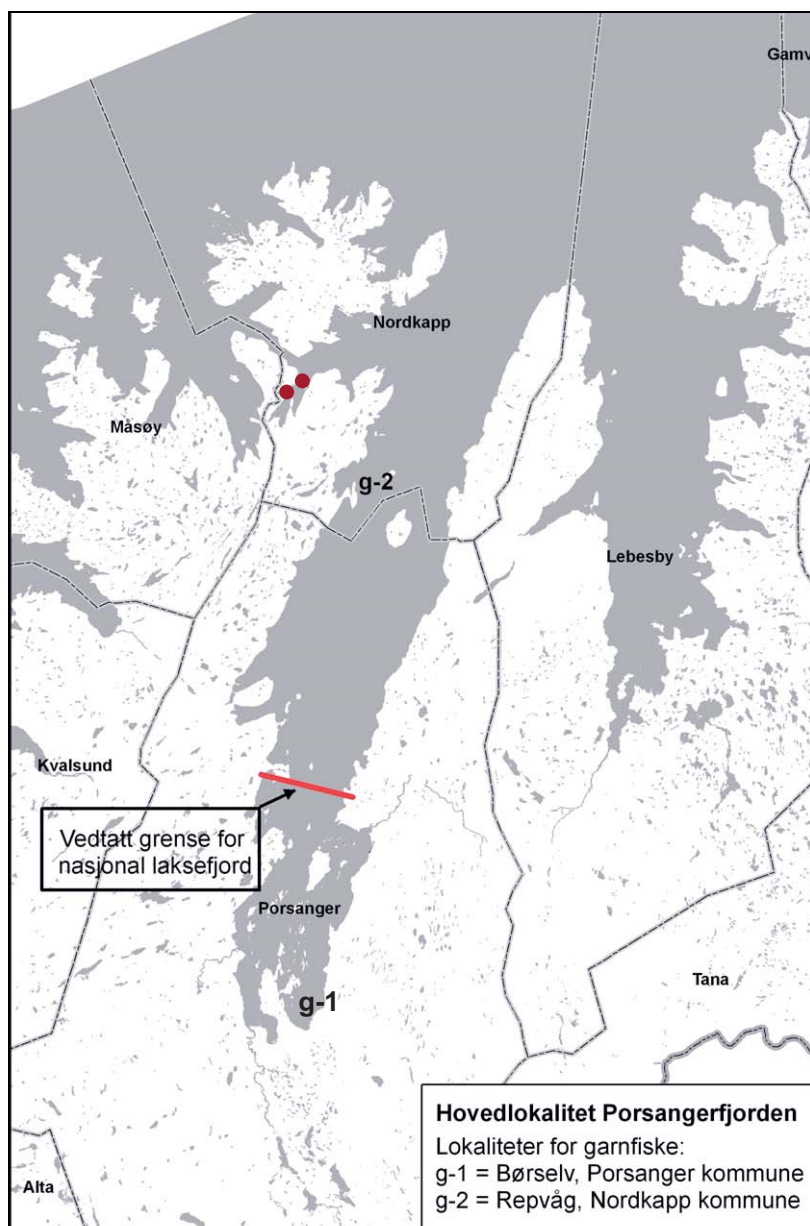 Gamv
Nordkapp
Måsøy
g-2
Lebesby
Kvalsund
Vedtatt grense for
nasjonal laksefjord
Porsanger
Tana
g-1
Hovedlokalitet Porsangerfjorden
Lokaliteter for garnfiske:
g-1 = Børselv, Porsanger kommune
g-2 = Repvåg, Nordkapp kommune
Alta